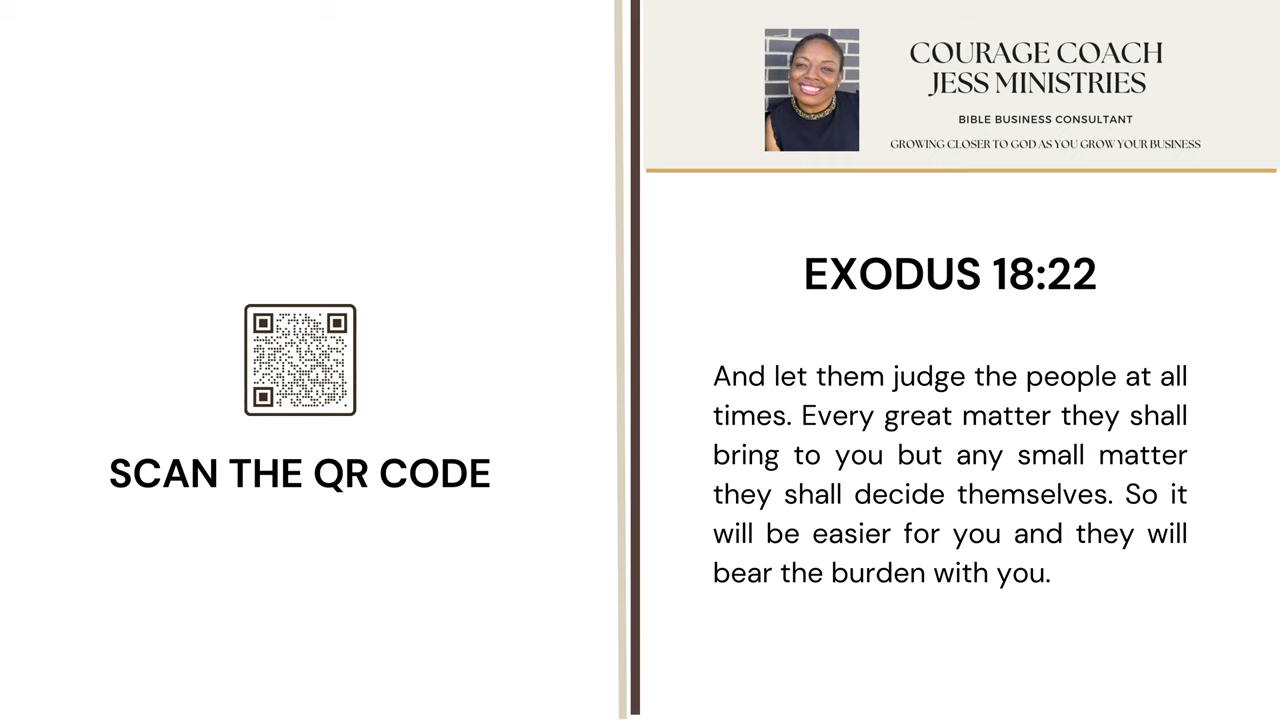 SCAN THE QR CODE
COURAGE COACH
JESS MINISTRIES
BIBLE BUSINESS CONSULTANT
GROWING CLOSER TO GOD AS YOU GROW YOUR BUSINESS
EXODUS 18:22
And let them judge the people at all
times. Every great matter they shall
bring to you but any small matter
they shall decide themselves. So it
will be easier for you and they will
bear the burden with you.